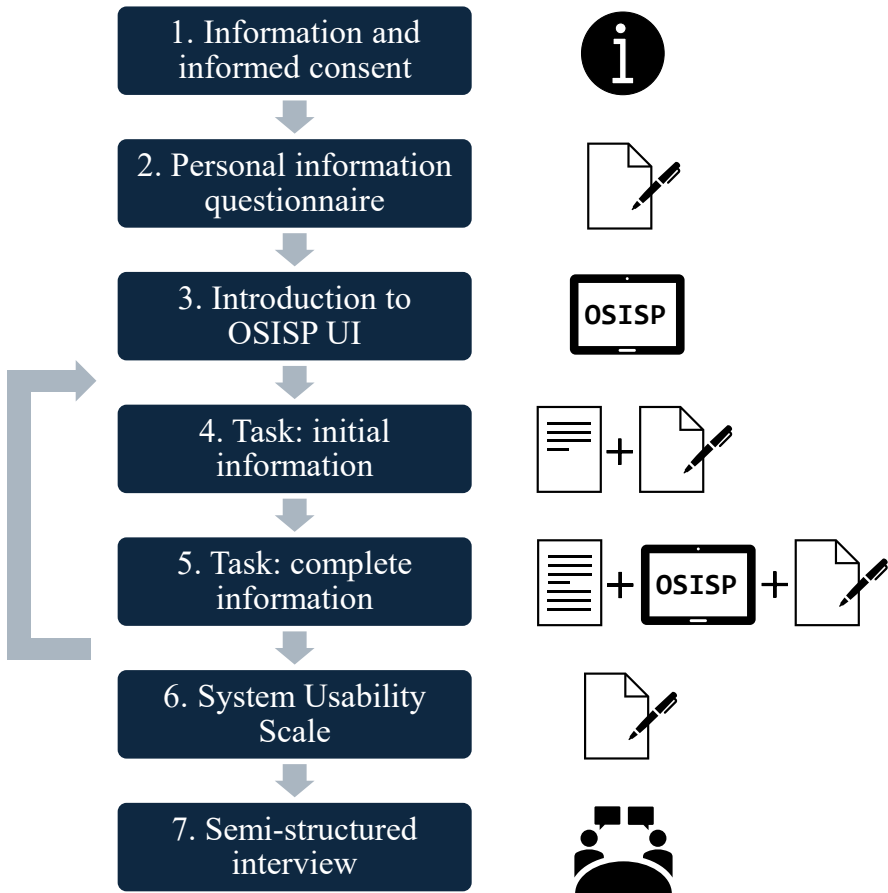 1. Information and
informed consent
2. Personal information
questionnaire
3. Introduction to
OSISP UI
OSISP
4. Task: initial
information
5. Task: complete
information
OSISP
6. System Usability
Scale
7. Semi-structured
interview